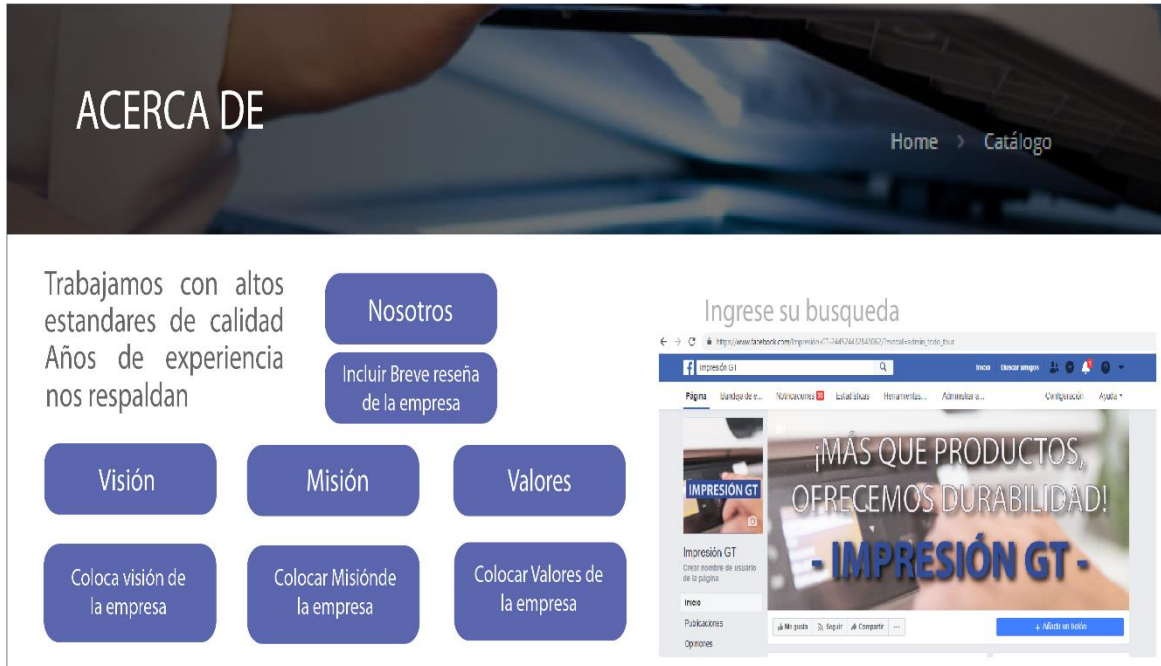 ACERCA DE
Home > Catálogo
Trabajamos con altos
estandares de calidad
Años de experiencia
nos respaldan
Nosotros
Incluir Breve reseña
de la empresa
Visión
Misión
Valores
Coloca visión de
la empresa
Colocar Misiónde
la empresa
Colocar Valores de
la empresa
Ingrese su busqueda
Impresión GT
Inicio Buscar amigos
Página Bandeja de e... Notificaciones Estadísticas Herramientas... Administrar a... Configuración Ayuda
¡MÁS QUE PRODUCTOS,
OFRECEMOS DURABILIDAD!
- IMPRESIÓN GT -
IMPRESIÓN GT
Impresión GT
Crear nombre de usuario
de la página
Inicio
Publicaciones
Opiniones
Me gusta Seguir Compartir ...
+ Añadir un botón